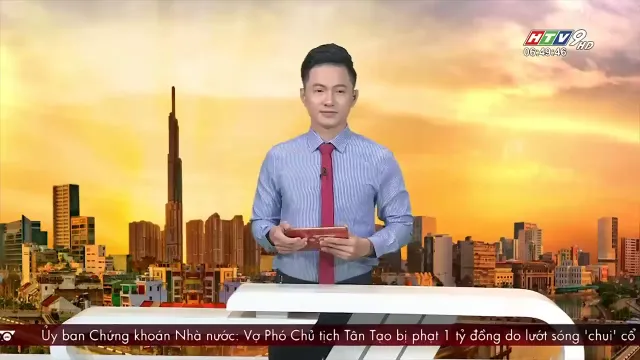 HTV9 HD
06:49:46
Ủy ban Chứng khoán Nhà nước: Vợ Phó Chủ tịch Tân Tạo bị phạt 1 tỷ đồng do lướt sóng 'chui' cổ